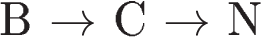 B → C → N